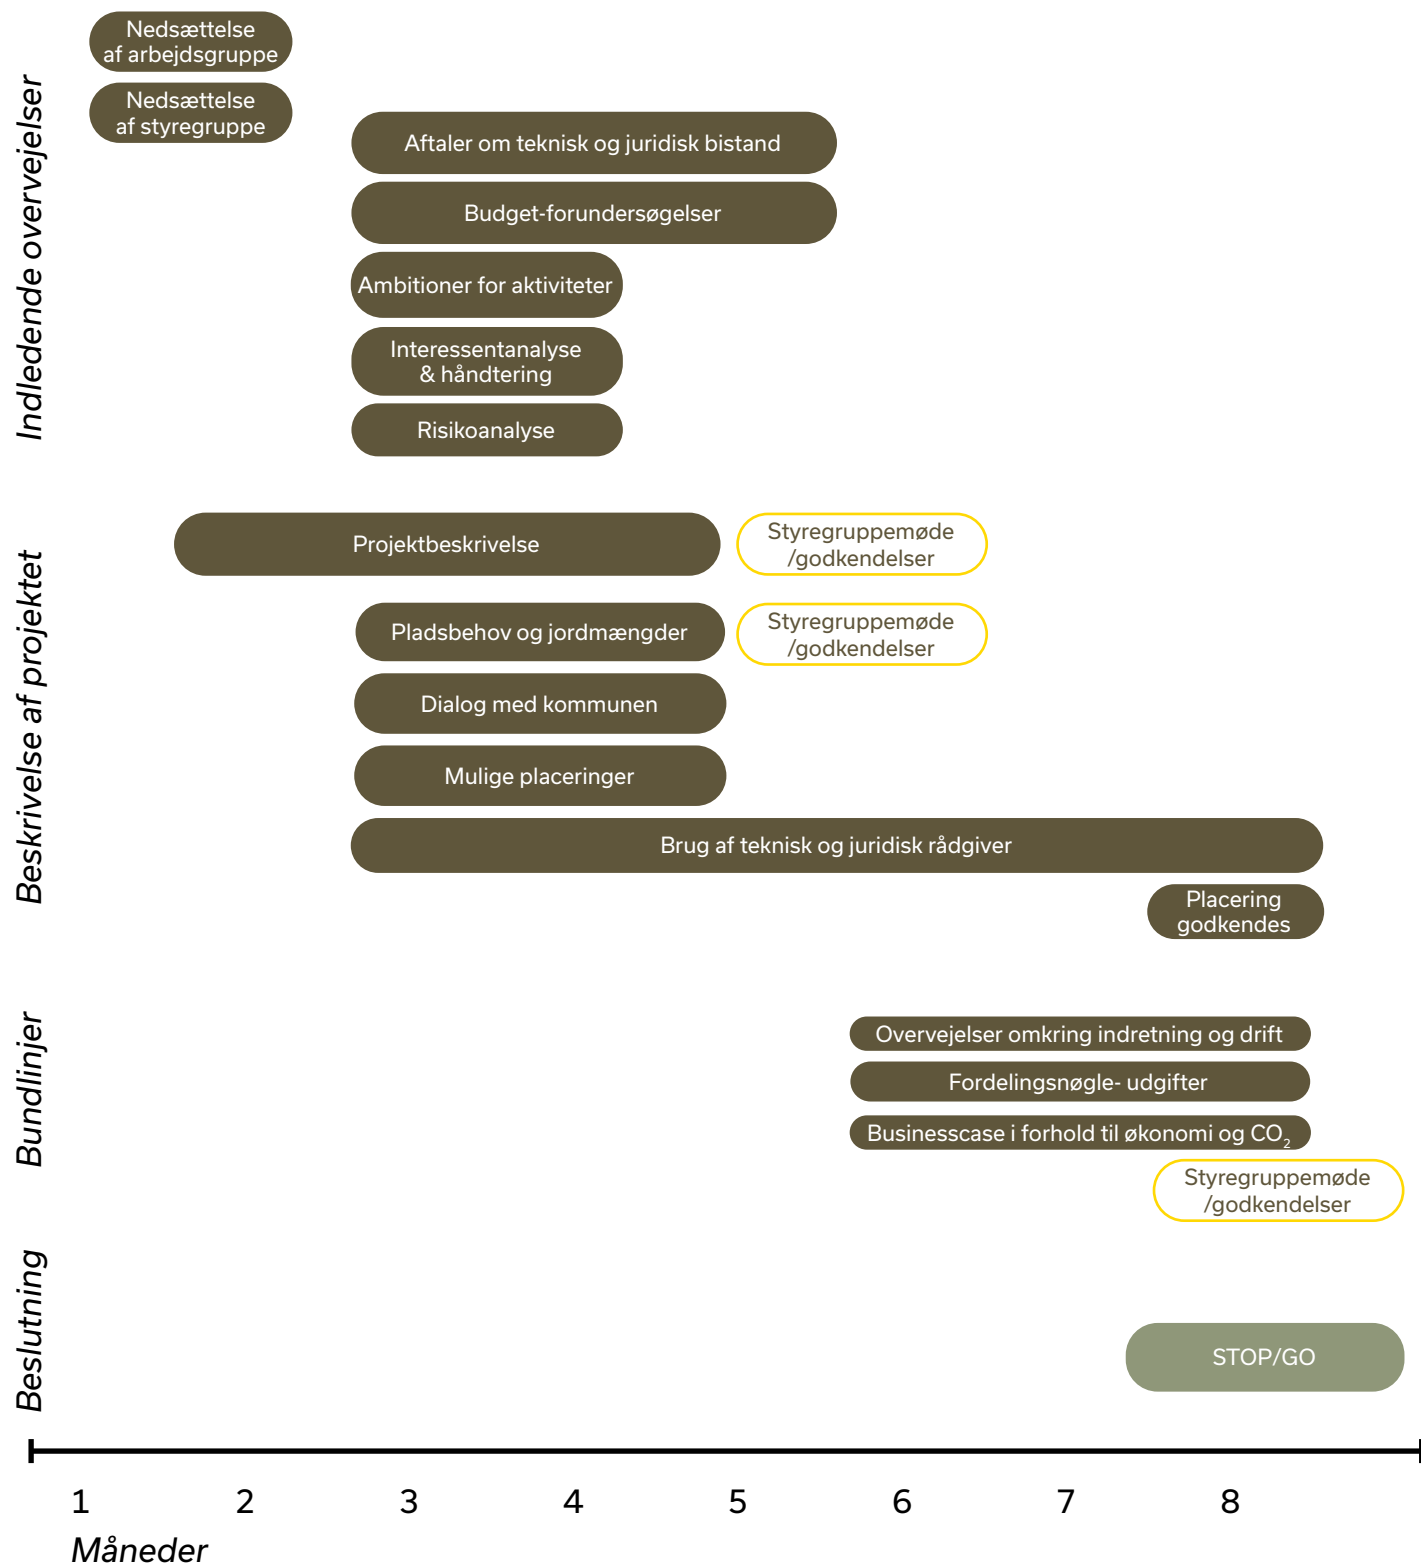 Indledende overvejelser
Nedsættelse
af arbejdsgruppe
Nedsættelse
af styregruppe
Aftaler om teknisk og juridisk bistand
Budget-forundersøgelser
Ambitioner for aktiviteter
Interessentanalyse
& håndtering
Risikoanalyse
Beskrivelse af projektet
Projektbeskrivelse
Styregruppemøde
/godkendelser
Pladsbehov og jordmængder
Styregruppemøde
/godkendelser
Dialog med kommunen
Mulige placeringer
Brug af teknisk og juridisk rådgiver
Placering
godkendes
Bundlinjer
Overvejelser omkring indretning og drift
Fordelingsnøgle- udgifter
Businesscase i forhold til økonomi og CO₂
Styregruppemøde
/godkendelser
Beslutning
STOP/GO
1 2 3 4 5 6 7 8
Måneder